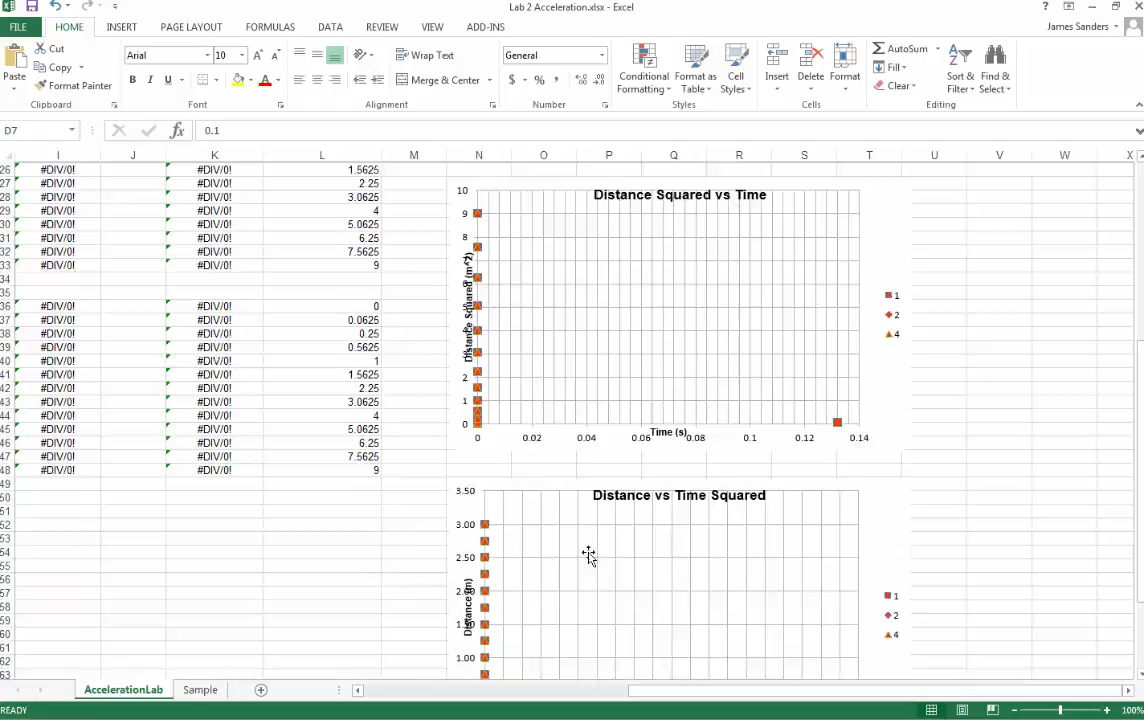 Lab 2 Acceleration.xlsx - Excel
FILE HOME INSERT PAGE LAYOUT FORMULAS DATA REVIEW VIEW ADD-INS James Sanders
Paste
Cut
Copy
Format Painter
Clipboard
Arial 10
B I U
Font
Wrap Text
Merge & Center
Alignment
General
$ % ,
Number
Conditional Formatting
Format as Table
Cell Styles
Styles
Insert Delete Format
Cells
AutoSum
Fill
Clear
Sort & Filter
Find & Select
Editing
D7 fx 0.1
I J K L M N O P Q R S T U V W X
26 #DIV/0! #DIV/0! 1.5625
27 #DIV/0! #DIV/0! 2.25
28 #DIV/0! #DIV/0! 3.0625
29 #DIV/0! #DIV/0! 4
30 #DIV/0! #DIV/0! 5.0625
31 #DIV/0! #DIV/0! 6.25
32 #DIV/0! #DIV/0! 7.5625
33 #DIV/0! #DIV/0! 9
34
35
36 #DIV/0! #DIV/0! 0
37 #DIV/0! #DIV/0! 0.0625
38 #DIV/0! #DIV/0! 0.25
39 #DIV/0! #DIV/0! 0.5625
40 #DIV/0! #DIV/0! 1
41 #DIV/0! #DIV/0! 1.5625
42 #DIV/0! #DIV/0! 2.25
43 #DIV/0! #DIV/0! 3.0625
44 #DIV/0! #DIV/0! 4
45 #DIV/0! #DIV/0! 5.0625
46 #DIV/0! #DIV/0! 6.25
47 #DIV/0! #DIV/0! 7.5625
48 #DIV/0! #DIV/0! 9
49
50
51
52
53
54
55
56
57
58
59
60
61
62
63
Distance Squared vs Time
Distance Squared (m^2)
10
9
8
7
6
5
4
3
2
1
0
0 0.02 0.04 0.06 0.08 0.1 0.12 0.14
Time (s)
1
2
4
Distance vs Time Squared
Distance (m)
3.50
3.00
2.50
2.00
1.50
1.00
1
2
4
AccelerationLab Sample
READY 100%